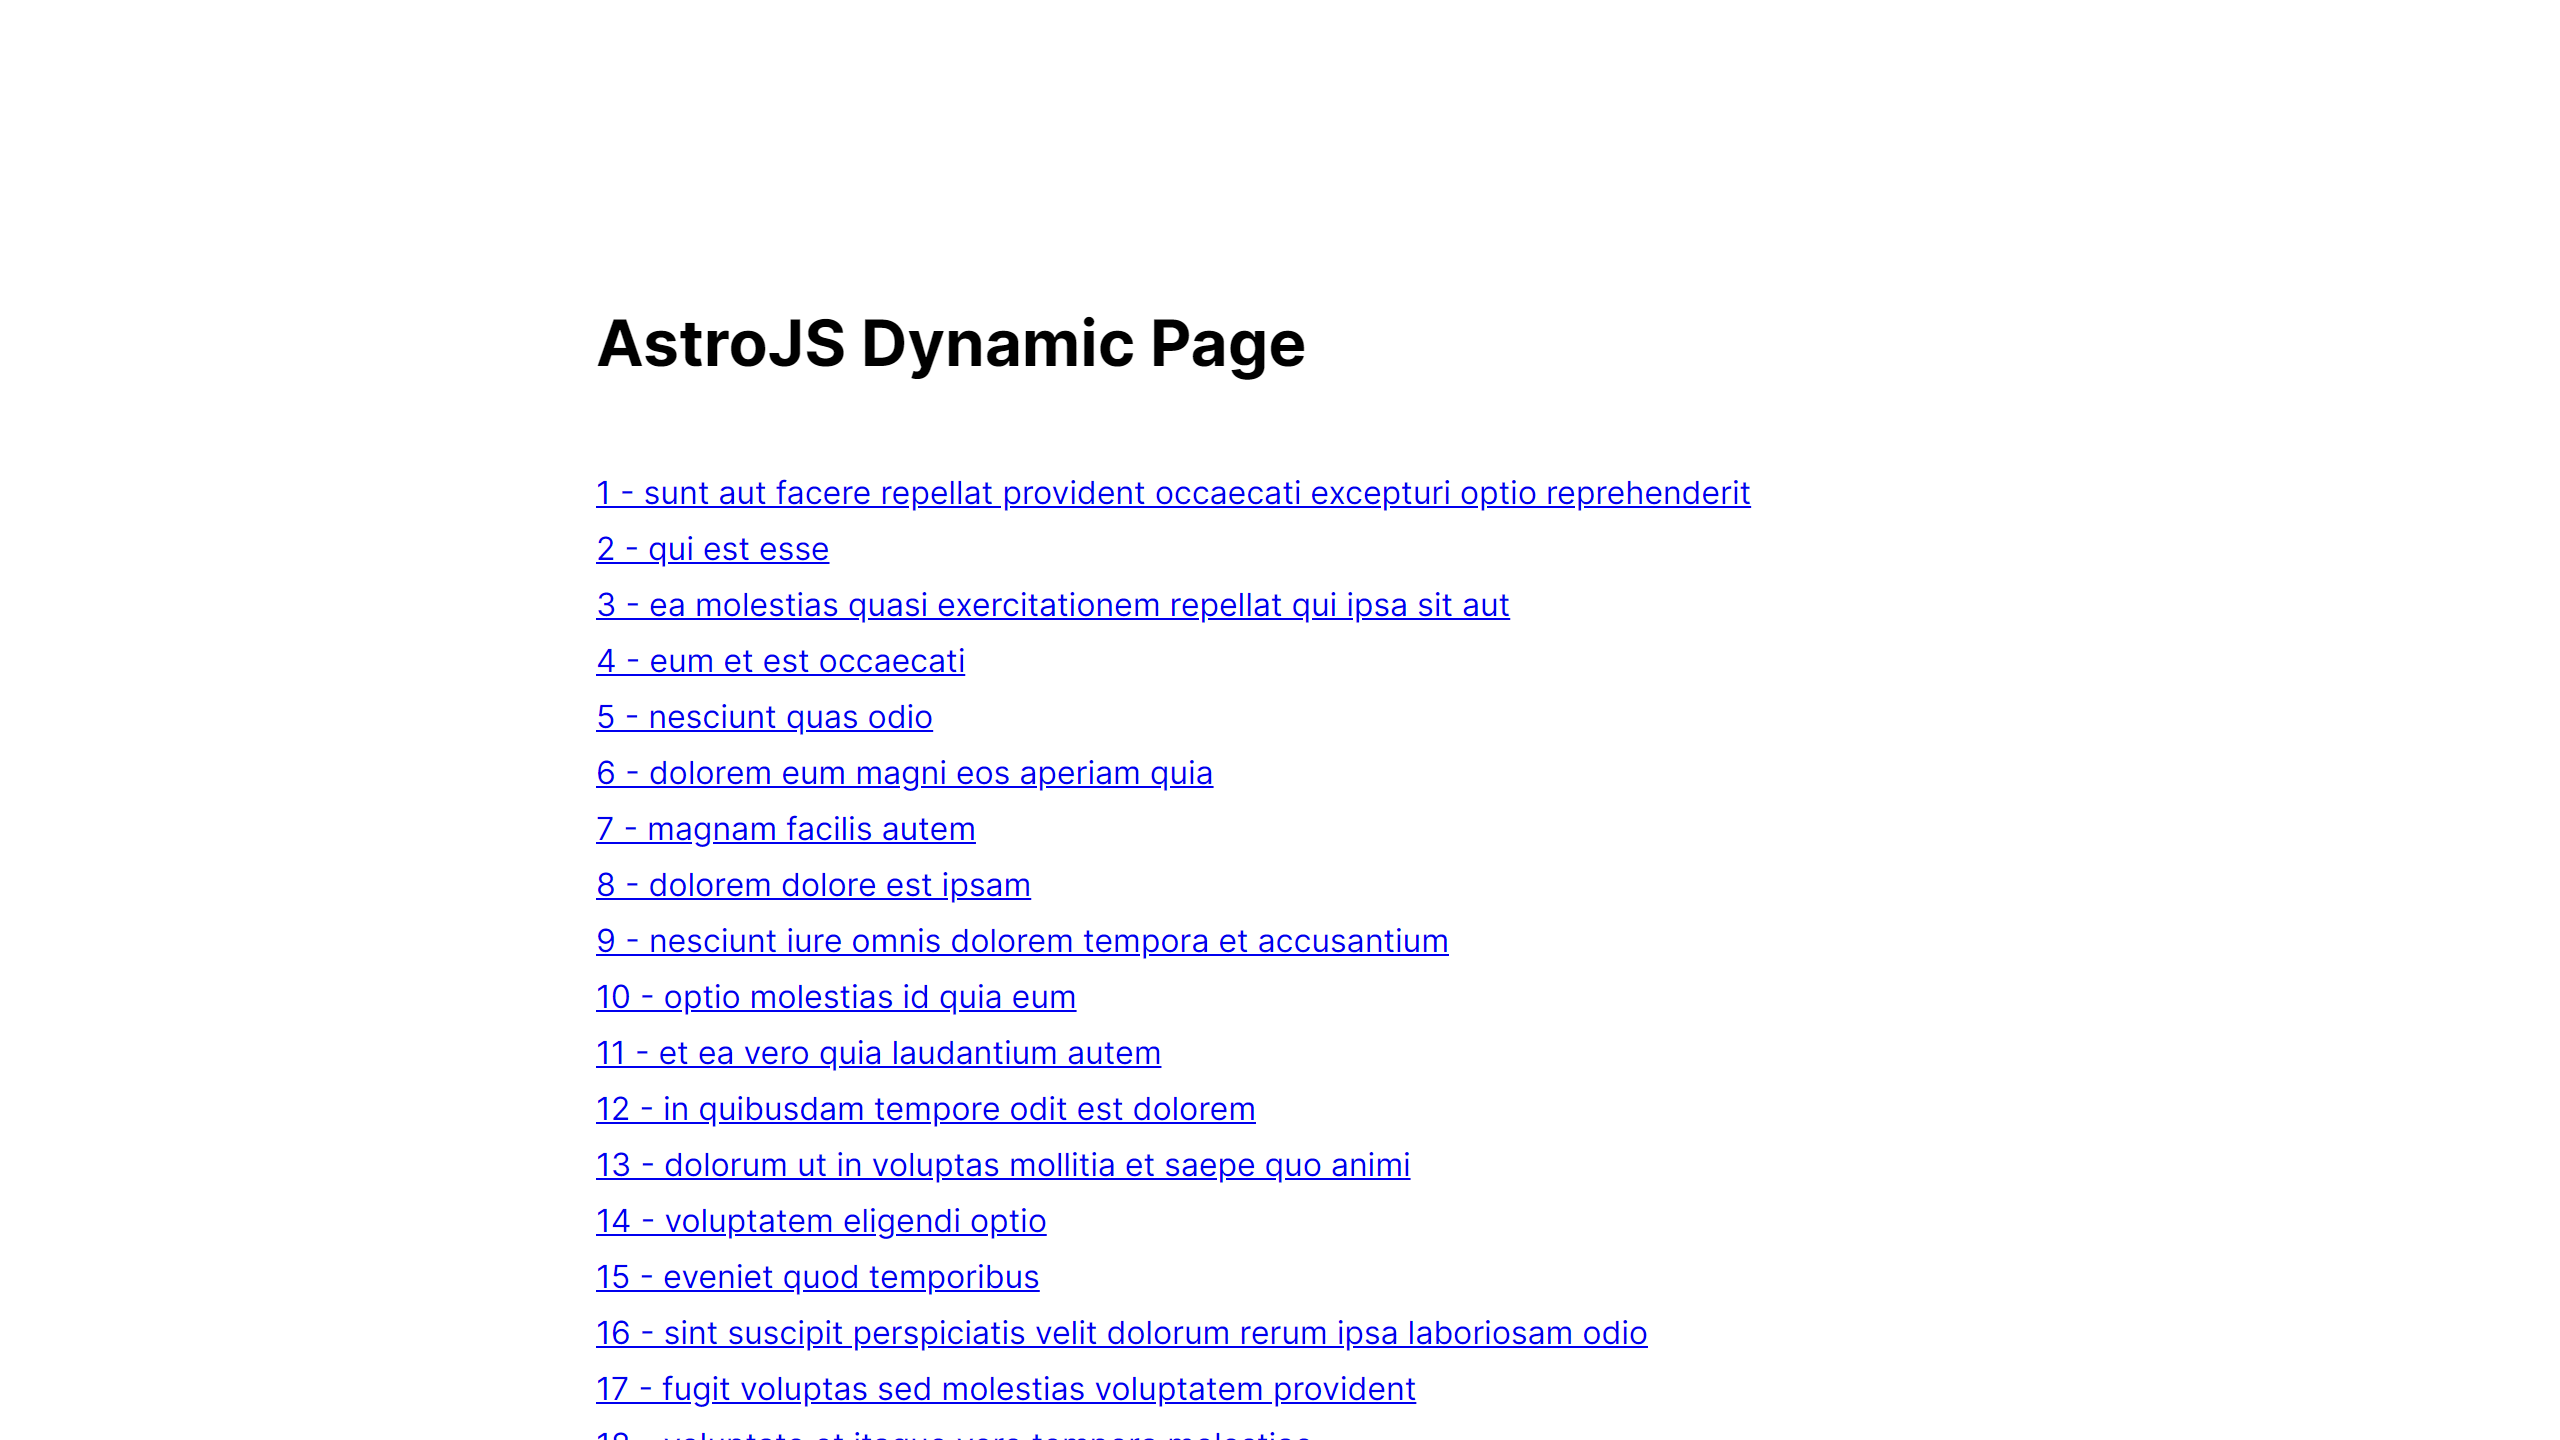 AstroJS Dynamic Page
1 - sunt aut facere repellat provident occaecati excepturi optio reprehenderit
2 - qui est esse
3 - ea molestias quasi exercitationem repellat qui ipsa sit aut
4 - eum et est occaecati
5 - nesciunt quas odio
6 - dolorem eum magni eos aperiam quia
7 - magnam facilis autem
8 - dolorem dolore est ipsam
9 - nesciunt iure omnis dolorem tempora et accusantium
10 - optio molestias id quia eum
11 - et ea vero quia laudantium autem
12 - in quibusdam tempore odit est dolorem
13 - dolorum ut in voluptas mollitia et saepe quo animi
14 - voluptatem eligendi optio
15 - eveniet quod temporibus
16 - sint suscipit perspiciatis velit dolorum rerum ipsa laboriosam odio
17 - fugit voluptas sed molestias voluptatem provident